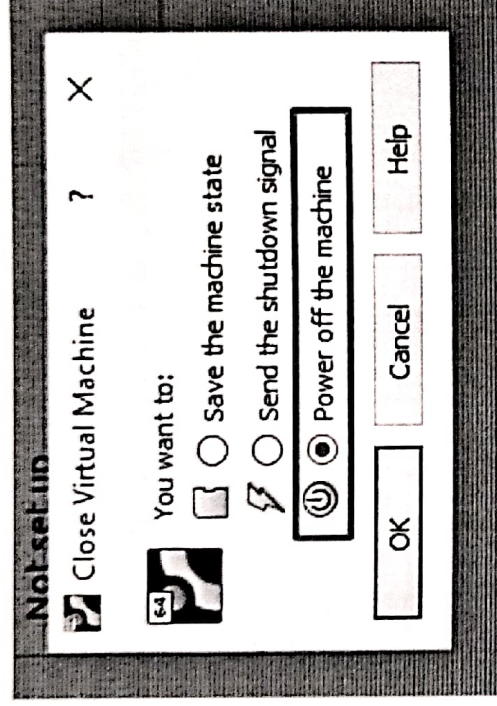 Not set up
Close Virtual Machine ? X
64
You want to:
Save the machine state
Send the shutdown signal
Power off the machine
OK Cancel Help